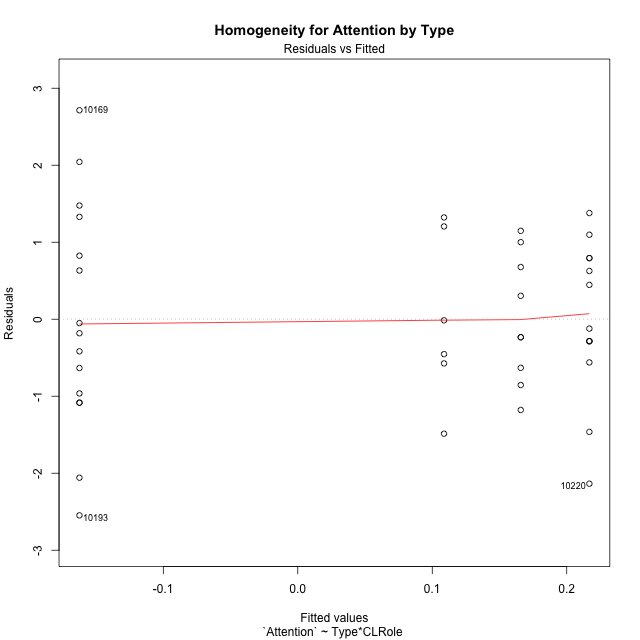 Homogeneity for Attention by Type
Residuals vs Fitted
3
2
1
0
-1
-2
-3
Residuals
10169
10193
10220
-0.1
0.0
0.1
0.2
Fitted values
`Attention` ~ Type*CLRole